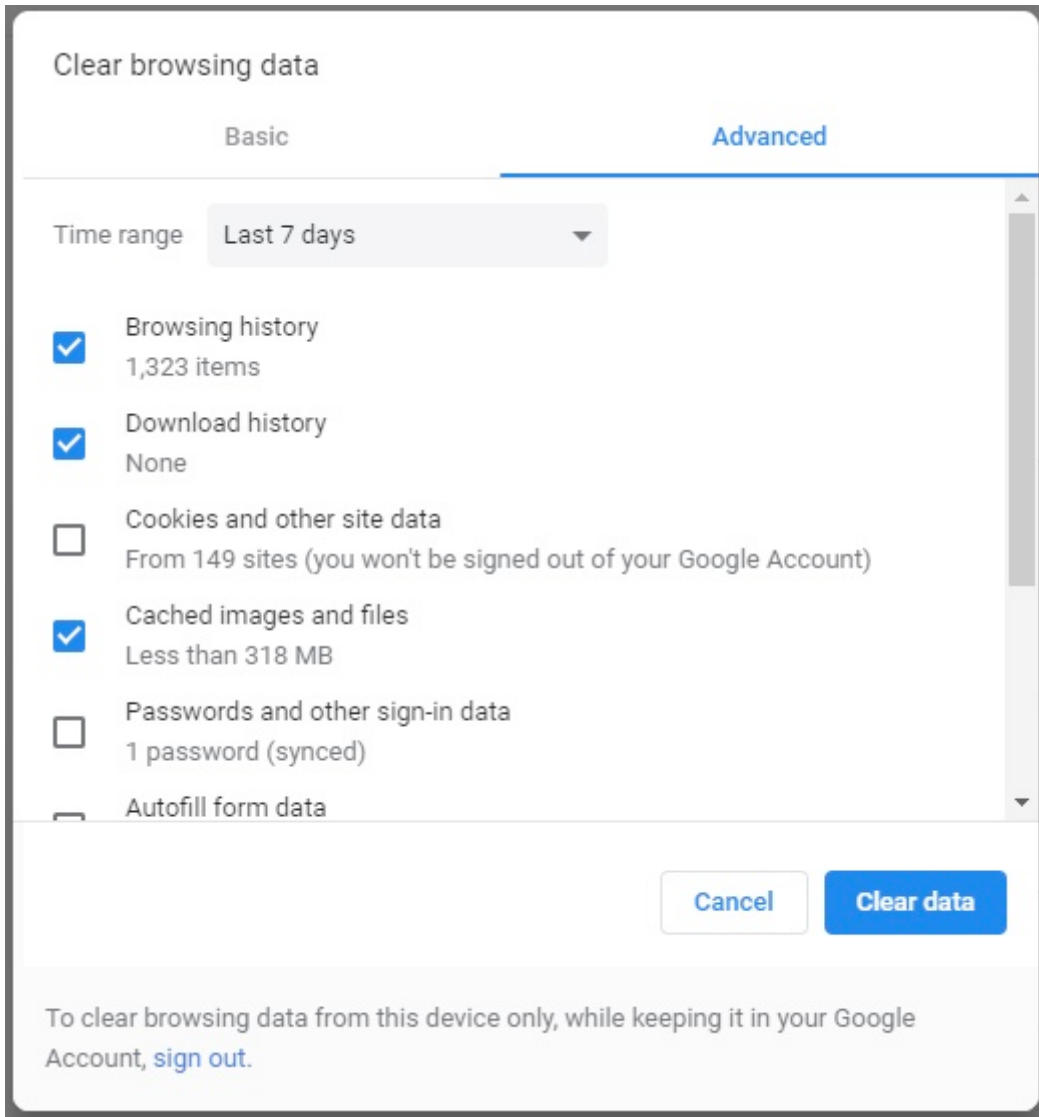 Clear browsing data
Basic
Advanced
Time range
Last 7 days
Browsing history
1,323 items
Download history
None
Cookies and other site data
From 149 sites (you won't be signed out of your Google Account)
Cached images and files
Less than 318 MB
Passwords and other sign-in data
1 password (synced)
Autofill form data
Cancel
Clear data
To clear browsing data from this device only, while keeping it in your Google
Account, sign out.